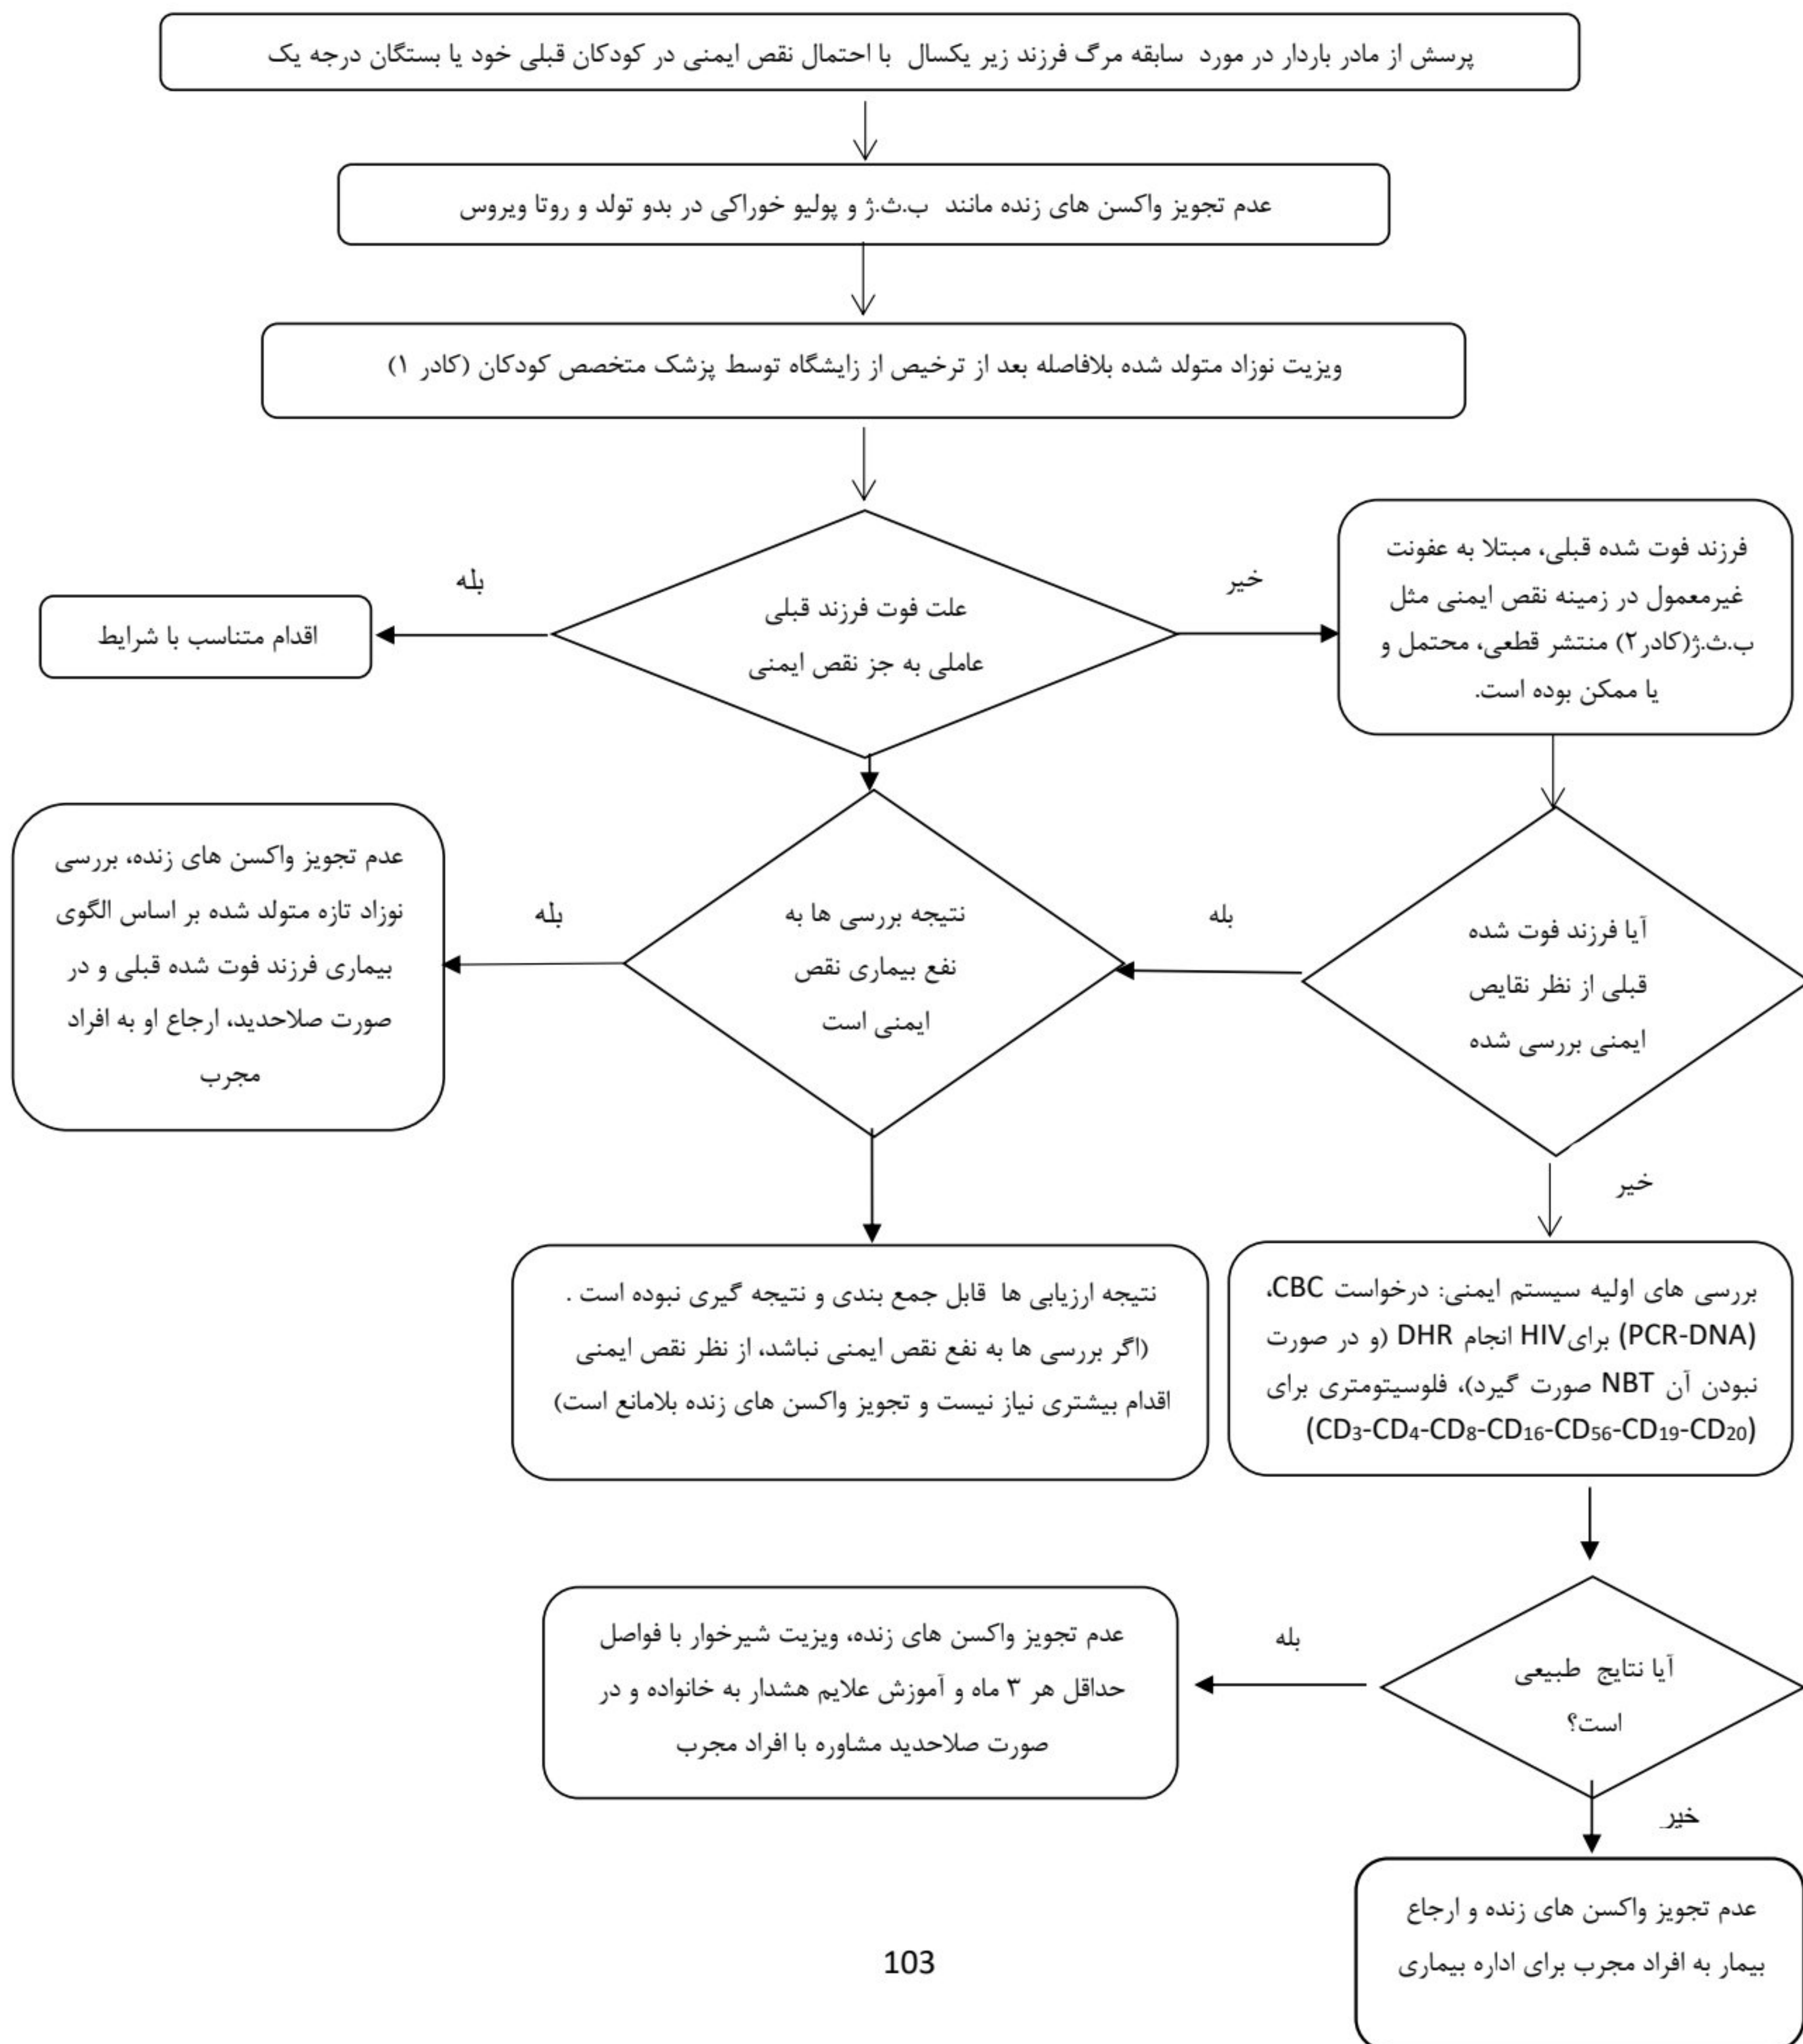 پرسش از مادر باردار در مورد سابقه مرگ فرزند زیر یکسال با احتمال نقص ایمنی در کودکان قبلی خود یا بستگان درجه یک
عدم تجویز واکسن های زنده مانند ب.ث.ژ و پولیو خوراکی در بدو تولد و روتا ویروس
ویزیت نوزاد متولد شده بلافاصله بعد از ترخیص از زایشگاه توسط پزشک متخصص کودکان (کادر ۱)
فرزند فوت شده قبلی، مبتلا به عفونت
غیرمعمول در زمینه نقص ایمنی مثل
ب.ث.ژ(کادر۲) منتشر قطعی، محتمل و
یا ممکن بوده است.
خیر
علت فوت فرزند قبلی
عاملی به جز نقص ایمنی
بله
اقدام متناسب با شرایط
آیا فرزند فوت شده
قبلی از نظر نقایص
ایمنی بررسی شده
بله
نتیجه بررسی ها به
نفع بیماری نقص
ایمنی است
بله
عدم تجویز واکسن های زنده، بررسی
نوزاد تازه متولد شده بر اساس الگوی
بیماری فرزند فوت شده قبلی و در
صورت صلاحدید، ارجاع او به افراد
مجرب
خیر
بررسی های اولیه سیستم ایمنی: درخواست CBC،
(PCR-DNA) برای HIV انجام DHR (و در صورت
نبودن آن NBT صورت گیرد)، فلوسیتومتری برای
(CD3-CD4-CD8-CD16-CD56-CD19-CD20)
نتیجه ارزیابی ها قابل جمع بندی و نتیجه گیری نبوده است .
(اگر بررسی ها به نفع نقص ایمنی نباشد، از نظر نقص ایمنی
اقدام بیشتری نیاز نیست و تجویز واکسن های زنده بلامانع است)
آیا نتایج طبیعی
است؟
بله
عدم تجویز واکسن های زنده، ویزیت شیرخوار با فواصل
حداقل هر ۳ ماه و آموزش علایم هشدار به خانواده و در
صورت صلاحدید مشاوره با افراد مجرب
خیر
عدم تجویز واکسن های زنده و ارجاع
بیمار به افراد مجرب برای اداره بیماری
103